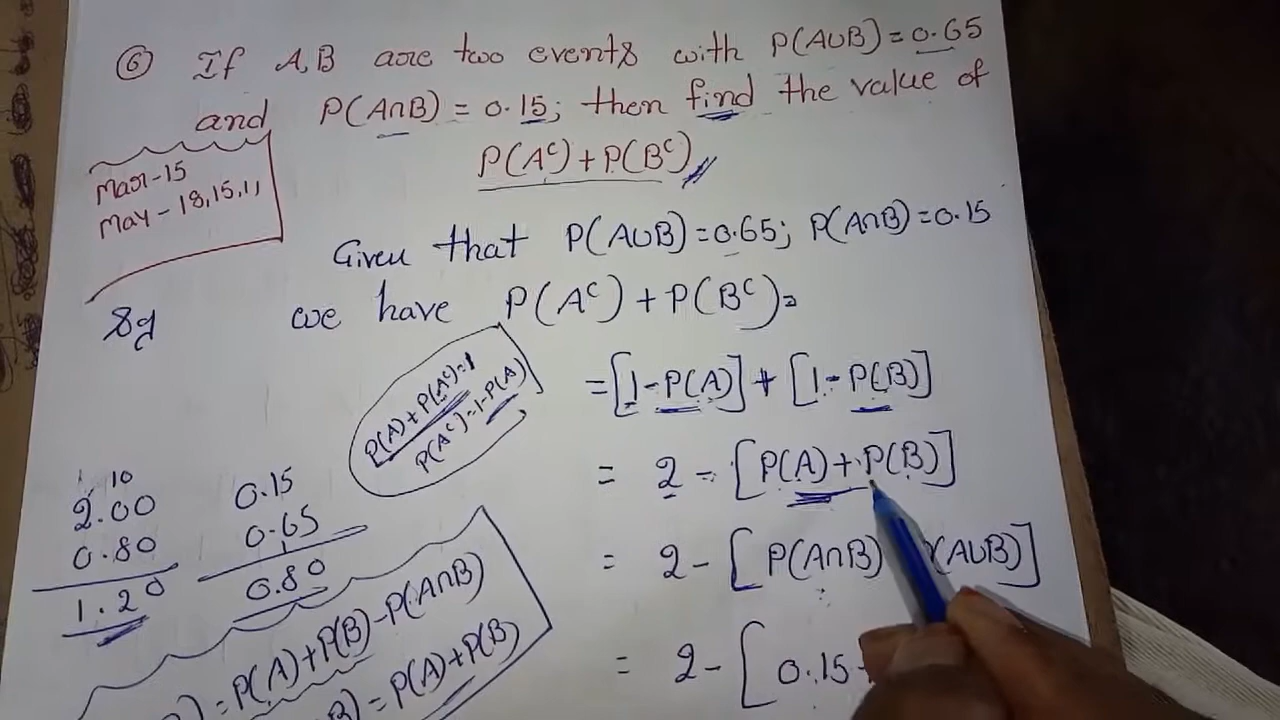 ⑥ If A,B are two events with P(A∪B)=0.65
and P(A∩B) = 0.15; then find the value of
P(Aᶜ)+P(Bᶜ)
Mar-15
May-18,15,11
Given that P(A∪B)=0.65; P(A∩B)=0.15
Sol
we have P(Aᶜ)+P(Bᶜ)=
P(A)+P(Aᶜ)=1
P(Aᶜ)=1-P(A)
=[1-P(A)]+[1-P(B)]
= 2-[P(A)+P(B)]
= 2-[P(A∩B) (A∪B)]
= 2-[0.15
1 10
2.00
0.80
1.20
0.15
0.65
1
0.80
)=P(A)+P(B)-P(A∩B)
B)=P(A)+P(B)